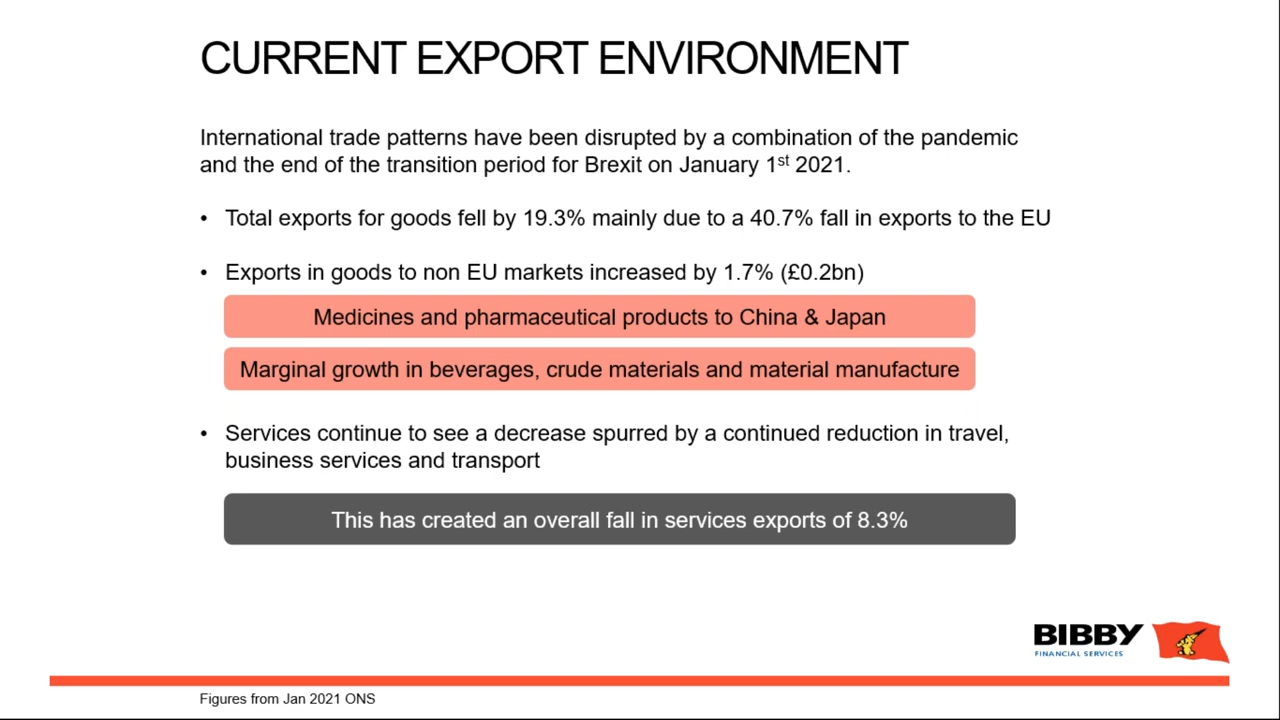 CURRENT EXPORT ENVIRONMENT
International trade patterns have been disrupted by a combination of the pandemic
and the end of the transition period for Brexit on January 1st 2021.
• Total exports for goods fell by 19.3% mainly due to a 40.7% fall in exports to the EU
• Exports in goods to non EU markets increased by 1.7% (£0.2bn)
Medicines and pharmaceutical products to China & Japan
Marginal growth in beverages, crude materials and material manufacture
• Services continue to see a decrease spurred by a continued reduction in travel,
business services and transport
This has created an overall fall in services exports of 8.3%
BIBBY
FINANCIAL SERVICES
Figures from Jan 2021 ONS